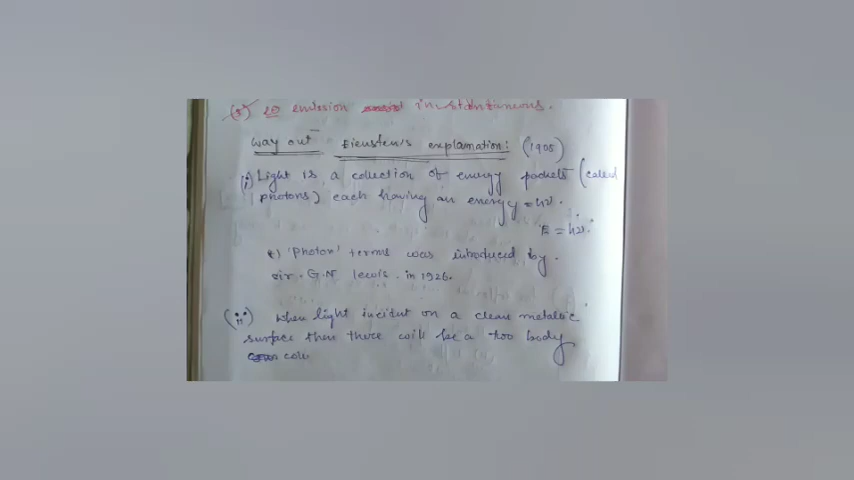 (3) emission instantaneous.
Way out Eienstein's explanation: (1905)
(i) Light is a collection of energy packets (called
photons) each having an energy = hν.
E = hν.
*) 'Photon' terms was introduced by
sir. G.N lewis. in 1926.
(ii) When light incident on a clean metallic
surface then there will be a two body